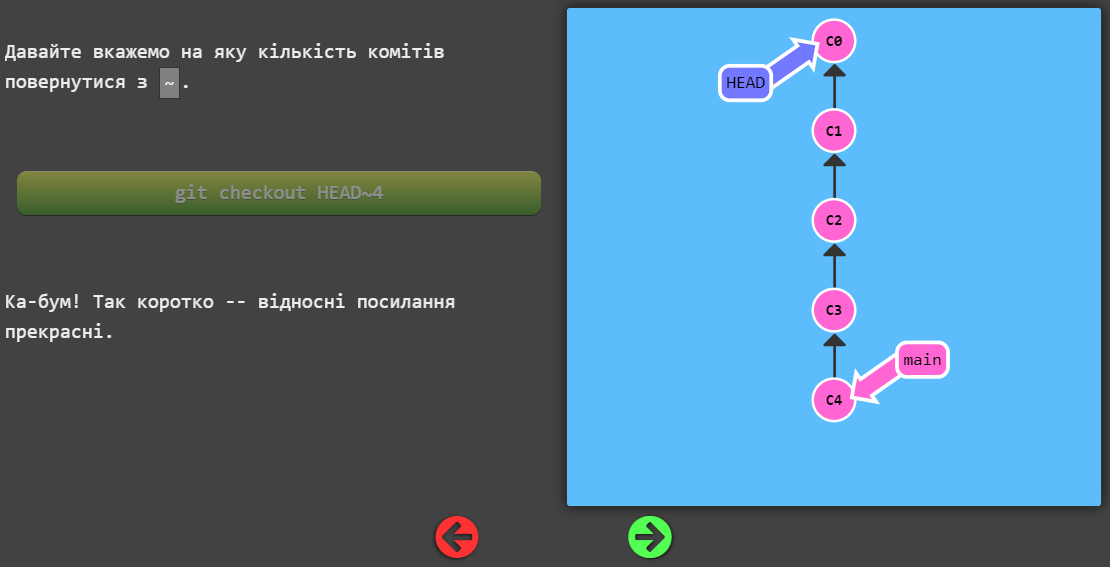 Давайте вкажемо на яку кількість комітів
повернутися з ~.
git checkout HEAD~4
Ка-бум! Так коротко -- відносні посилання
прекрасні.
C0
HEAD
C1
C2
C3
main
C4